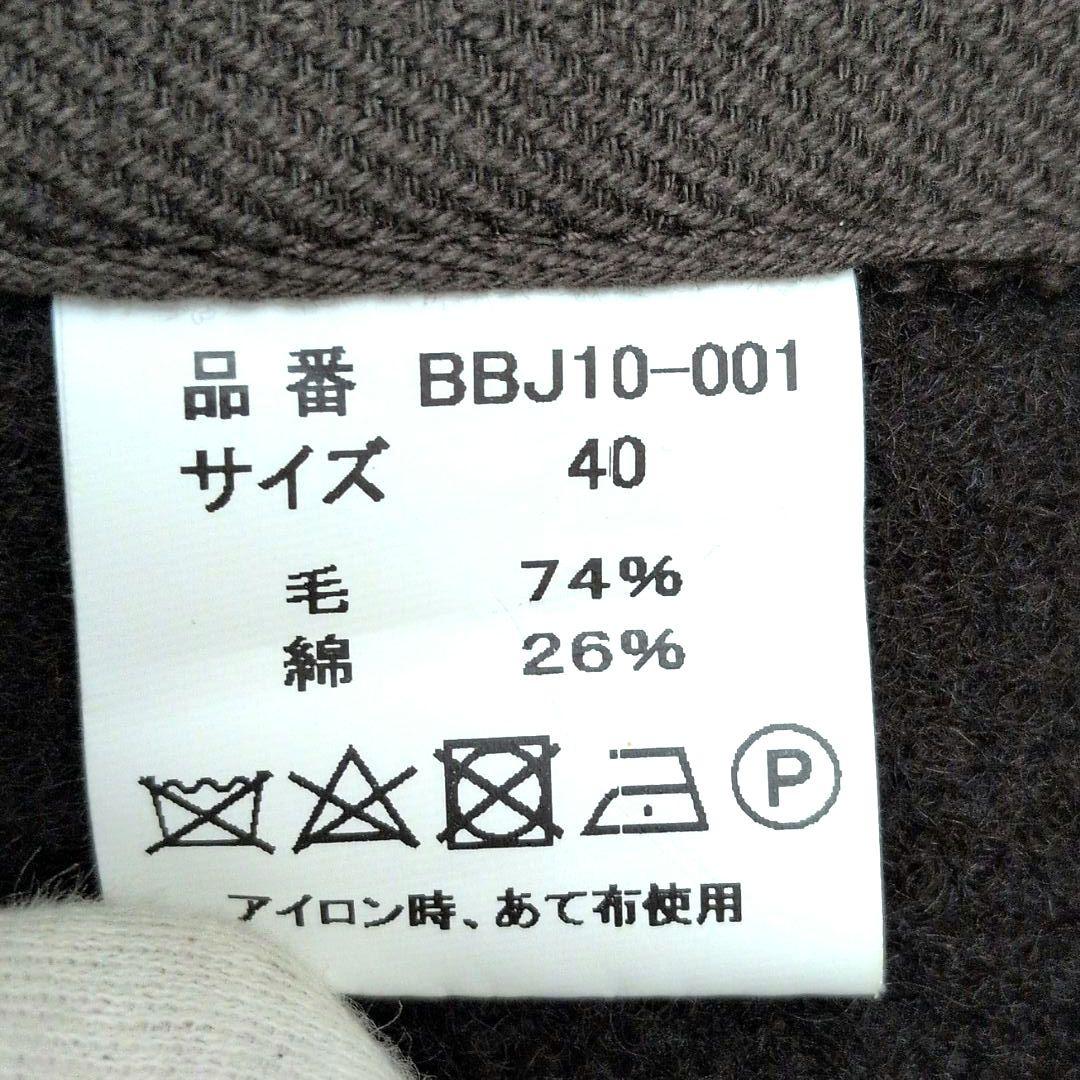 品番 BBJ10-001
サイズ 40
毛 74%
綿 26%
P
アイロン時、あて布使用